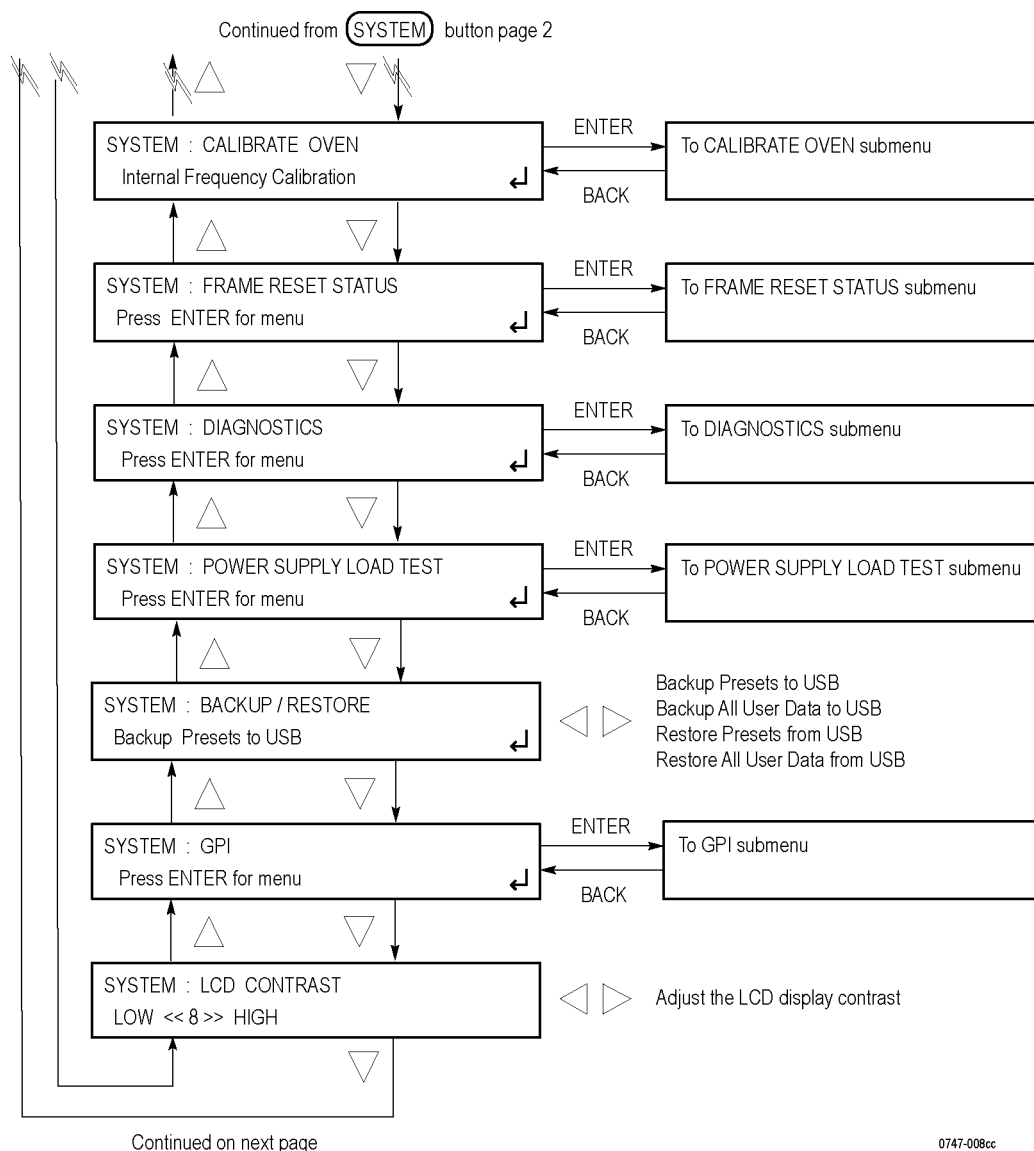 Continued from SYSTEM button page 2
SYSTEM : CALIBRATE OVEN
Internal Frequency Calibration
ENTER
BACK
To CALIBRATE OVEN submenu
SYSTEM : FRAME RESET STATUS
Press ENTER for menu
ENTER
BACK
To FRAME RESET STATUS submenu
SYSTEM : DIAGNOSTICS
Press ENTER for menu
ENTER
BACK
To DIAGNOSTICS submenu
SYSTEM : POWER SUPPLY LOAD TEST
Press ENTER for menu
ENTER
BACK
To POWER SUPPLY LOAD TEST submenu
SYSTEM : BACKUP / RESTORE
Backup Presets to USB
Backup Presets to USB
Backup All User Data to USB
Restore Presets from USB
Restore All User Data from USB
SYSTEM : GPI
Press ENTER for menu
ENTER
BACK
To GPI submenu
SYSTEM : LCD CONTRAST
LOW << 8 >> HIGH
Adjust the LCD display contrast
Continued on next page
0747-008cc